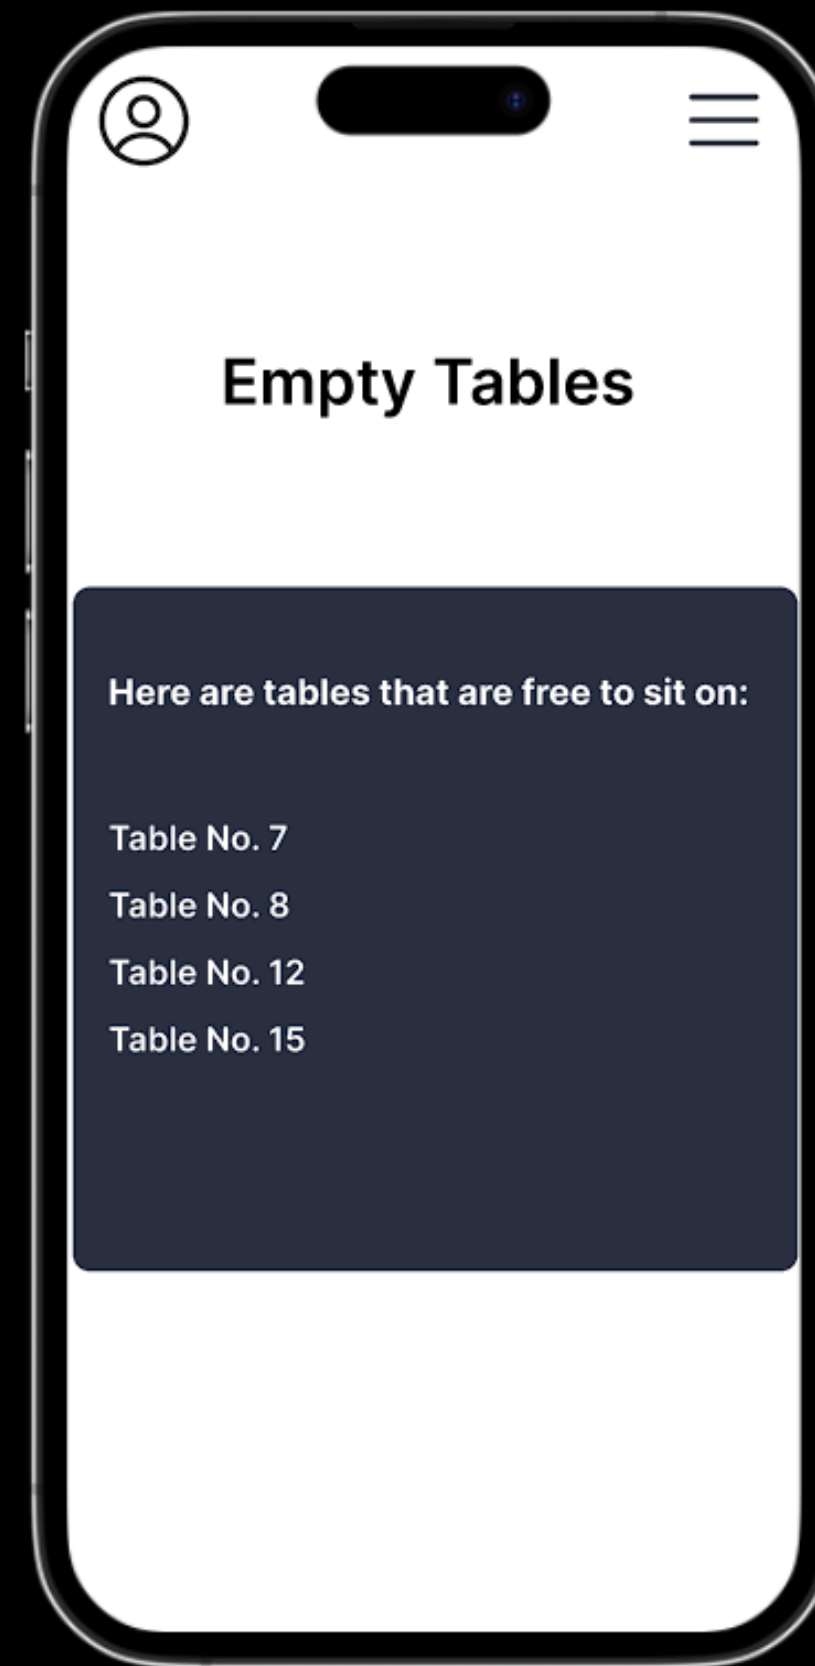 Empty Tables
Here are tables that are free to sit on:
Table No. 7
Table No. 8
Table No. 12
Table No. 15